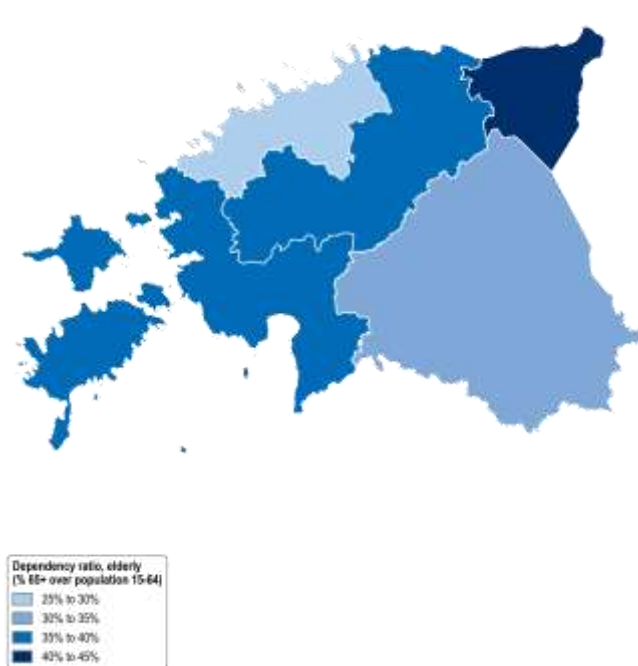 Dependency ratio, elderly
(% 65+ over population 15-64)
25% to 30%
30% to 35%
35% to 40%
40% to 45%